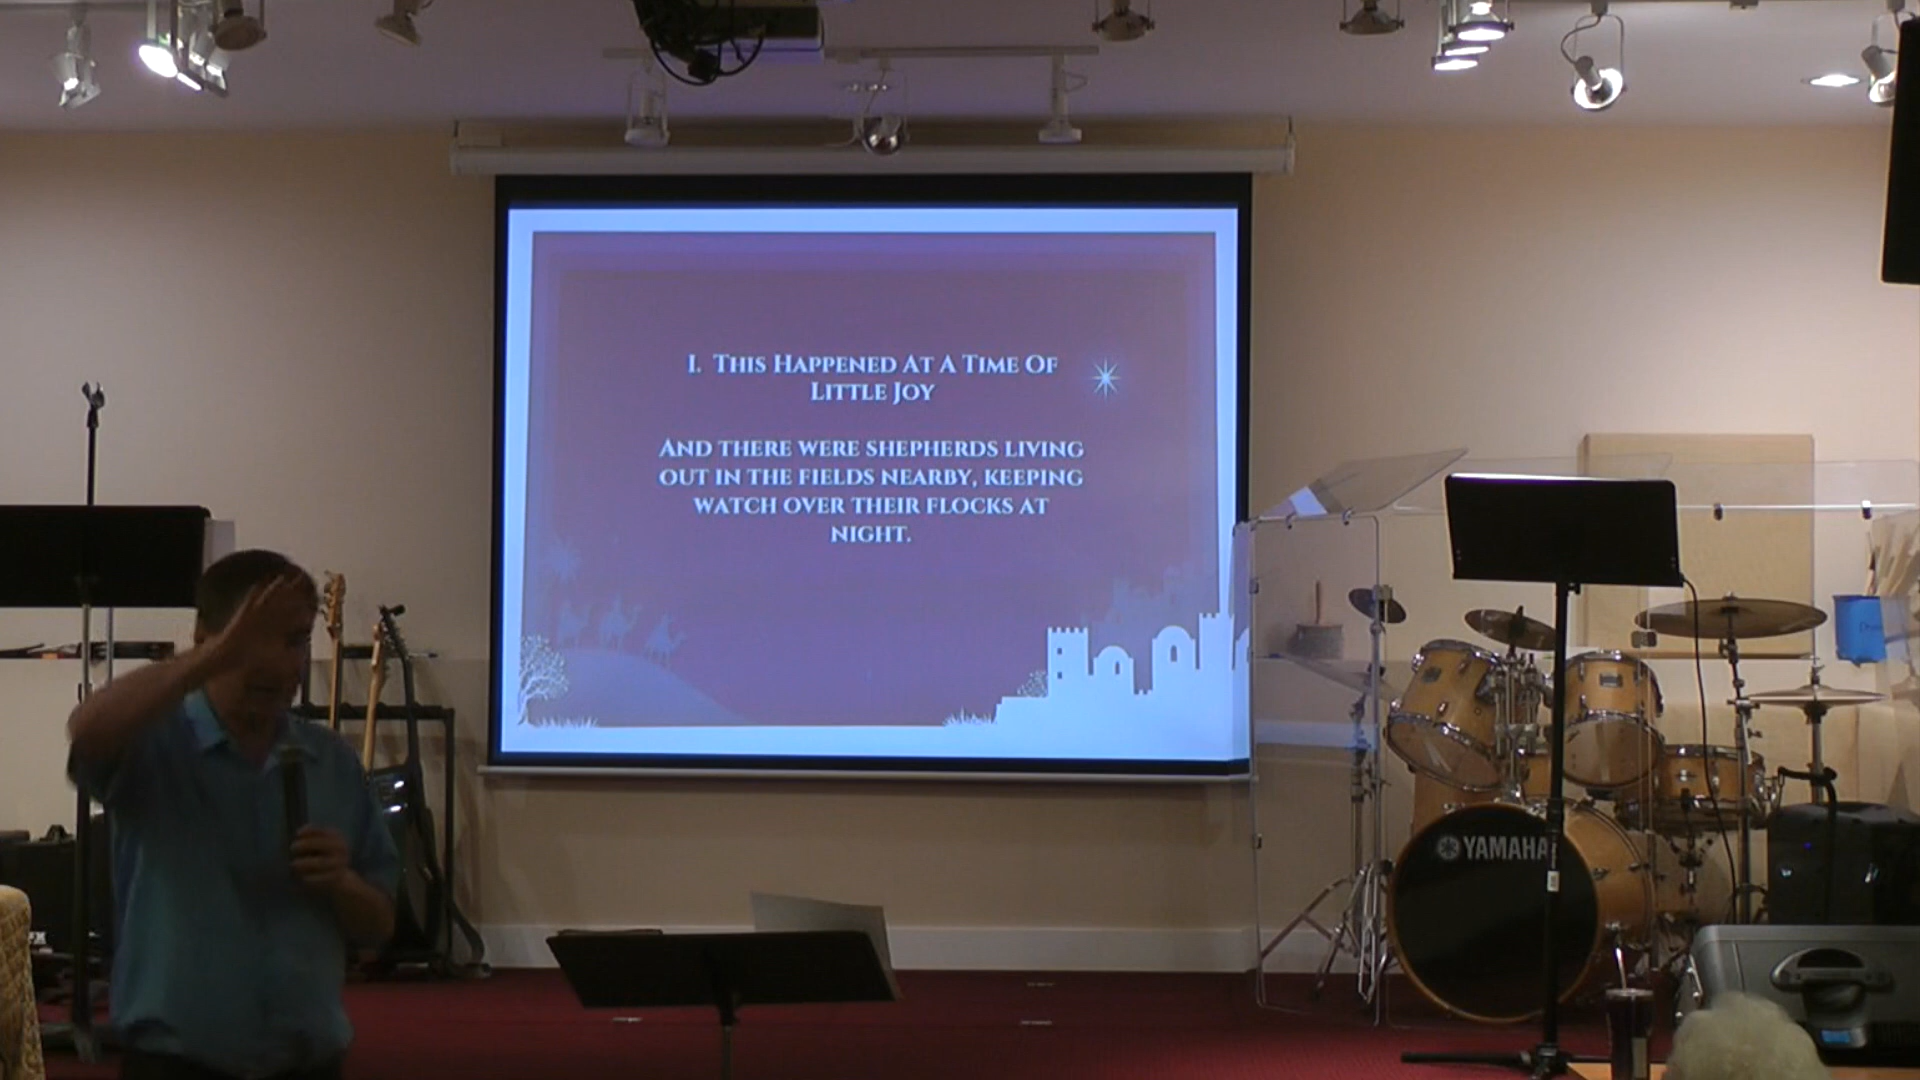 I. This Happened At A Time Of
Little Joy
And there were shepherds living
out in the fields nearby, keeping
watch over their flocks at
night.
YAMAHA